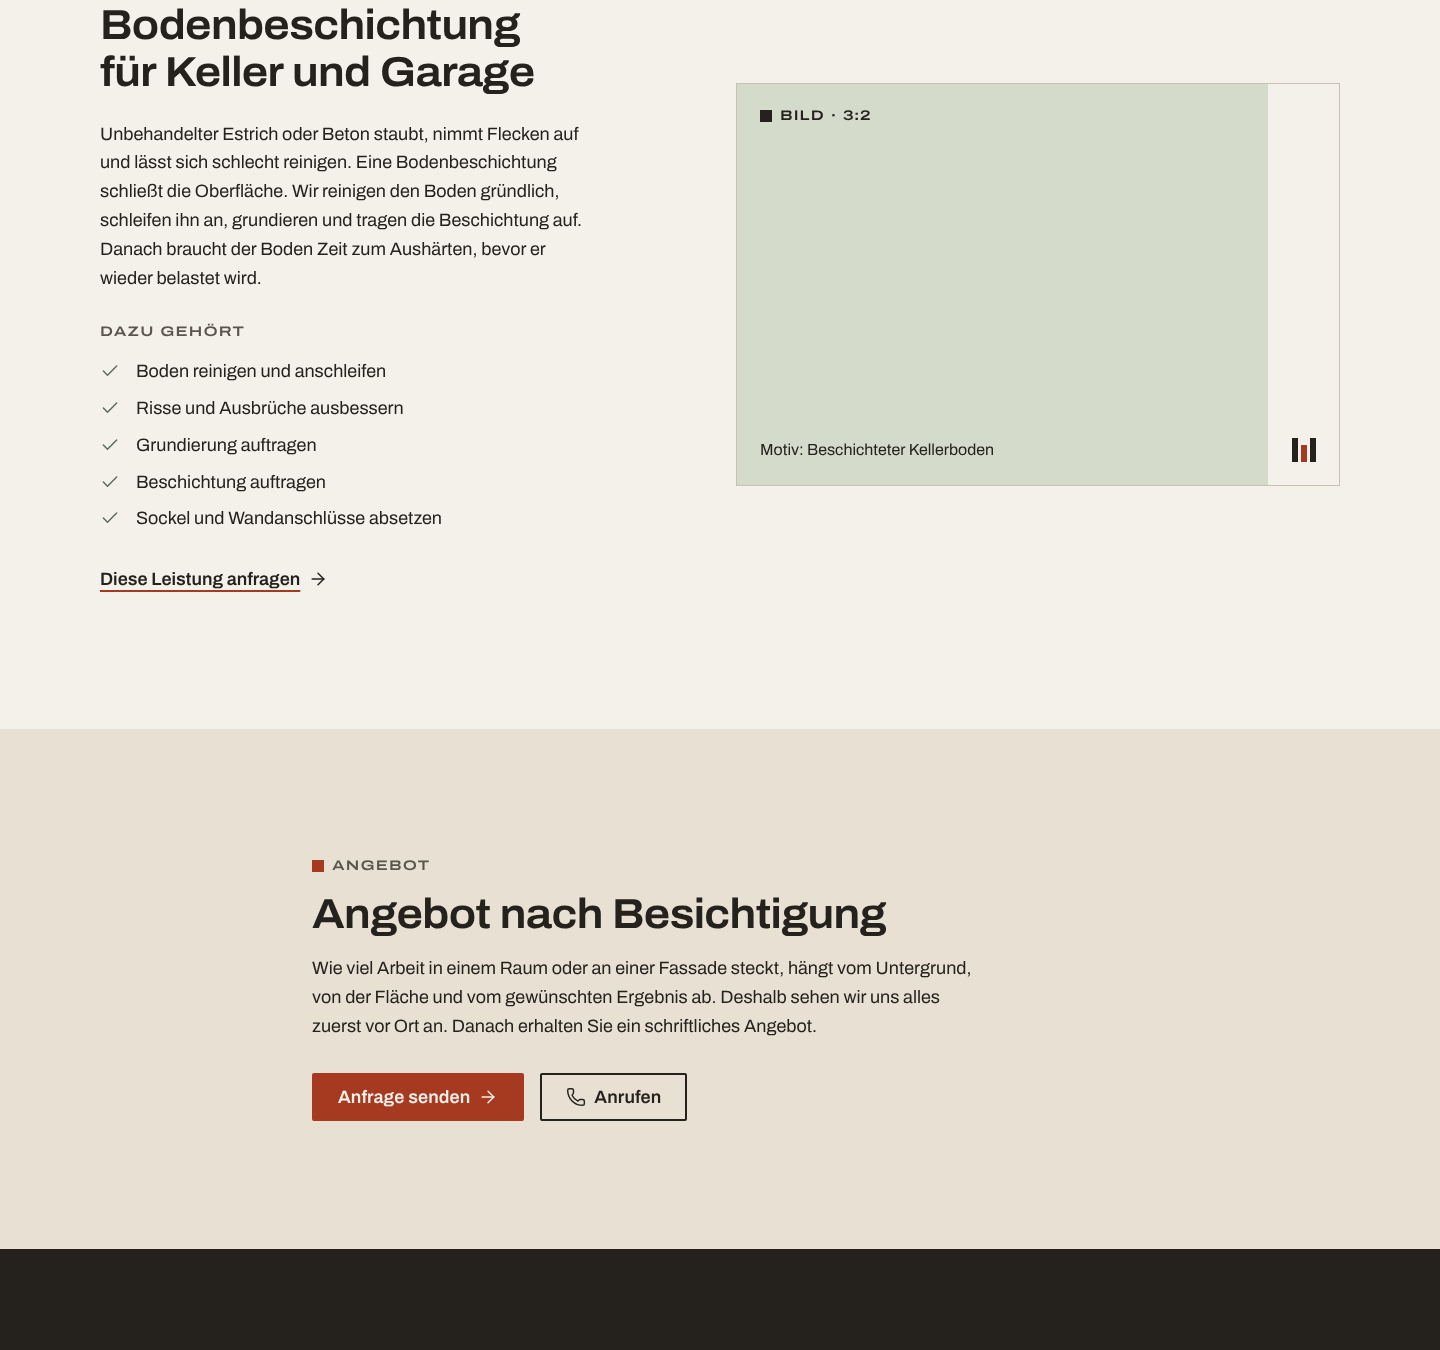 Bodenbeschichtung
für Keller und Garage
Unbehandelter Estrich oder Beton staubt, nimmt Flecken auf
und lässt sich schlecht reinigen. Eine Bodenbeschichtung
schließt die Oberfläche. Wir reinigen den Boden gründlich,
schleifen ihn an, grundieren und tragen die Beschichtung auf.
Danach braucht der Boden Zeit zum Aushärten, bevor er
wieder belastet wird.
DAZU GEHÖRT
Boden reinigen und anschleifen
Risse und Ausbrüche ausbessern
Grundierung auftragen
Beschichtung auftragen
Sockel und Wandanschlüsse absetzen
Diese Leistung anfragen
BILD · 3:2
Motiv: Beschichteter Kellerboden
ANGEBOT
Angebot nach Besichtigung
Wie viel Arbeit in einem Raum oder an einer Fassade steckt, hängt vom Untergrund,
von der Fläche und vom gewünschten Ergebnis ab. Deshalb sehen wir uns alles
zuerst vor Ort an. Danach erhalten Sie ein schriftliches Angebot.
Anfrage senden
Anrufen